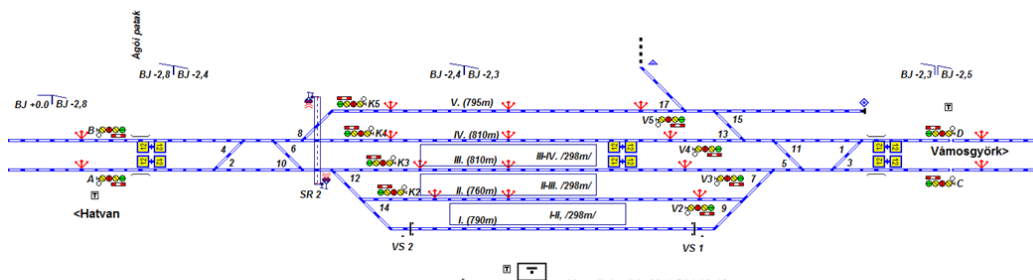 Ágói patak
BJ -2,8 BJ -2,4
BJ -2,4 BJ -2,3
BJ -2,3 BJ -2,5
BJ +0.0 BJ -2,8
K5
V. (795m)
17
V5
15
T
B
8
K4
IV. (810m)
13
D
4
6
K3
III. (810m)
III-IV. /298m/
V4
11
1
Vámosgyörk>
2
10
5
3
A
12
K2
II. (760m)
II-III. /298m/
V3
7
C
T
SR 2
14
I. (790m)
I-II, /298m/
V2
9
<Hatvan
VS 2
VS 1
T